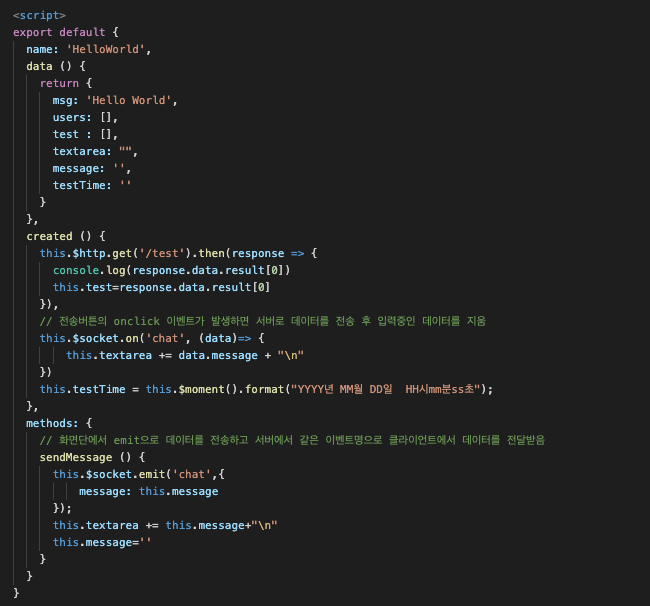 <script>
export default {
  name: 'HelloWorld',
  data () {
    return {
      msg: 'Hello World',
      users: [],
      test : [],
      textarea: "",
      message: '',
      testTime: ''
    }
  },
  created () {
    this.$http.get('/test').then(response => {
      console.log(response.data.result[0])
      this.test=response.data.result[0]
    }),
    // 전송버튼의 onclick 이벤트가 발생하면 서버로 데이터를 전송 후 입력중인 데이터를 지움
    this.$socket.on('chat', (data)=> {
        this.textarea += data.message + "\n"
    })
    this.testTime = this.$moment().format("YYYY년 MM월 DD일  HH시mm분ss초");
  },
  methods: {
    // 화면단에서 emit으로 데이터를 전송하고 서버에서 같은 이벤트명으로 클라이언트에서 데이터를 전달받음
    sendMessage () {
      this.$socket.emit('chat',{
          message: this.message
      });
      this.textarea += this.message+"\n"
      this.message=''
    }
  }
}